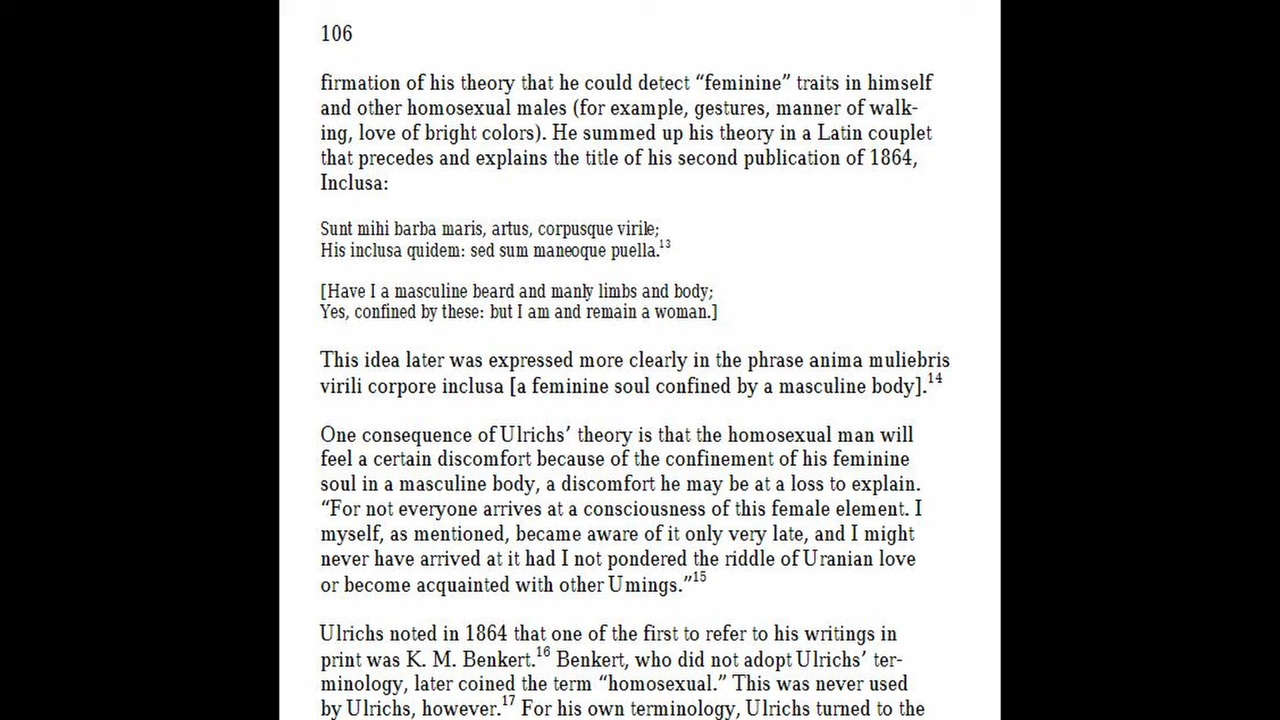 106
firmation of his theory that he could detect “feminine” traits in himself
and other homosexual males (for example, gestures, manner of walk-
ing, love of bright colors). He summed up his theory in a Latin couplet
that precedes and explains the title of his second publication of 1864,
Inclusa:
Sunt mihi barba maris, artus, corpusque virile;
His inclusa quidem: sed sum maneoque puella.13
[Have I a masculine beard and manly limbs and body;
Yes, confined by these: but I am and remain a woman.]
This idea later was expressed more clearly in the phrase anima muliebris
virili corpore inclusa [a feminine soul confined by a masculine body].14
One consequence of Ulrichs’ theory is that the homosexual man will
feel a certain discomfort because of the confinement of his feminine
soul in a masculine body, a discomfort he may be at a loss to explain.
“For not everyone arrives at a consciousness of this female element. I
myself, as mentioned, became aware of it only very late, and I might
never have arrived at it had I not pondered the riddle of Uranian love
or become acquainted with other Umings.”15
Ulrichs noted in 1864 that one of the first to refer to his writings in
print was K. M. Benkert.16 Benkert, who did not adopt Ulrichs’ ter-
minology, later coined the term “homosexual.” This was never used
by Ulrichs, however.17 For his own terminology, Ulrichs turned to the